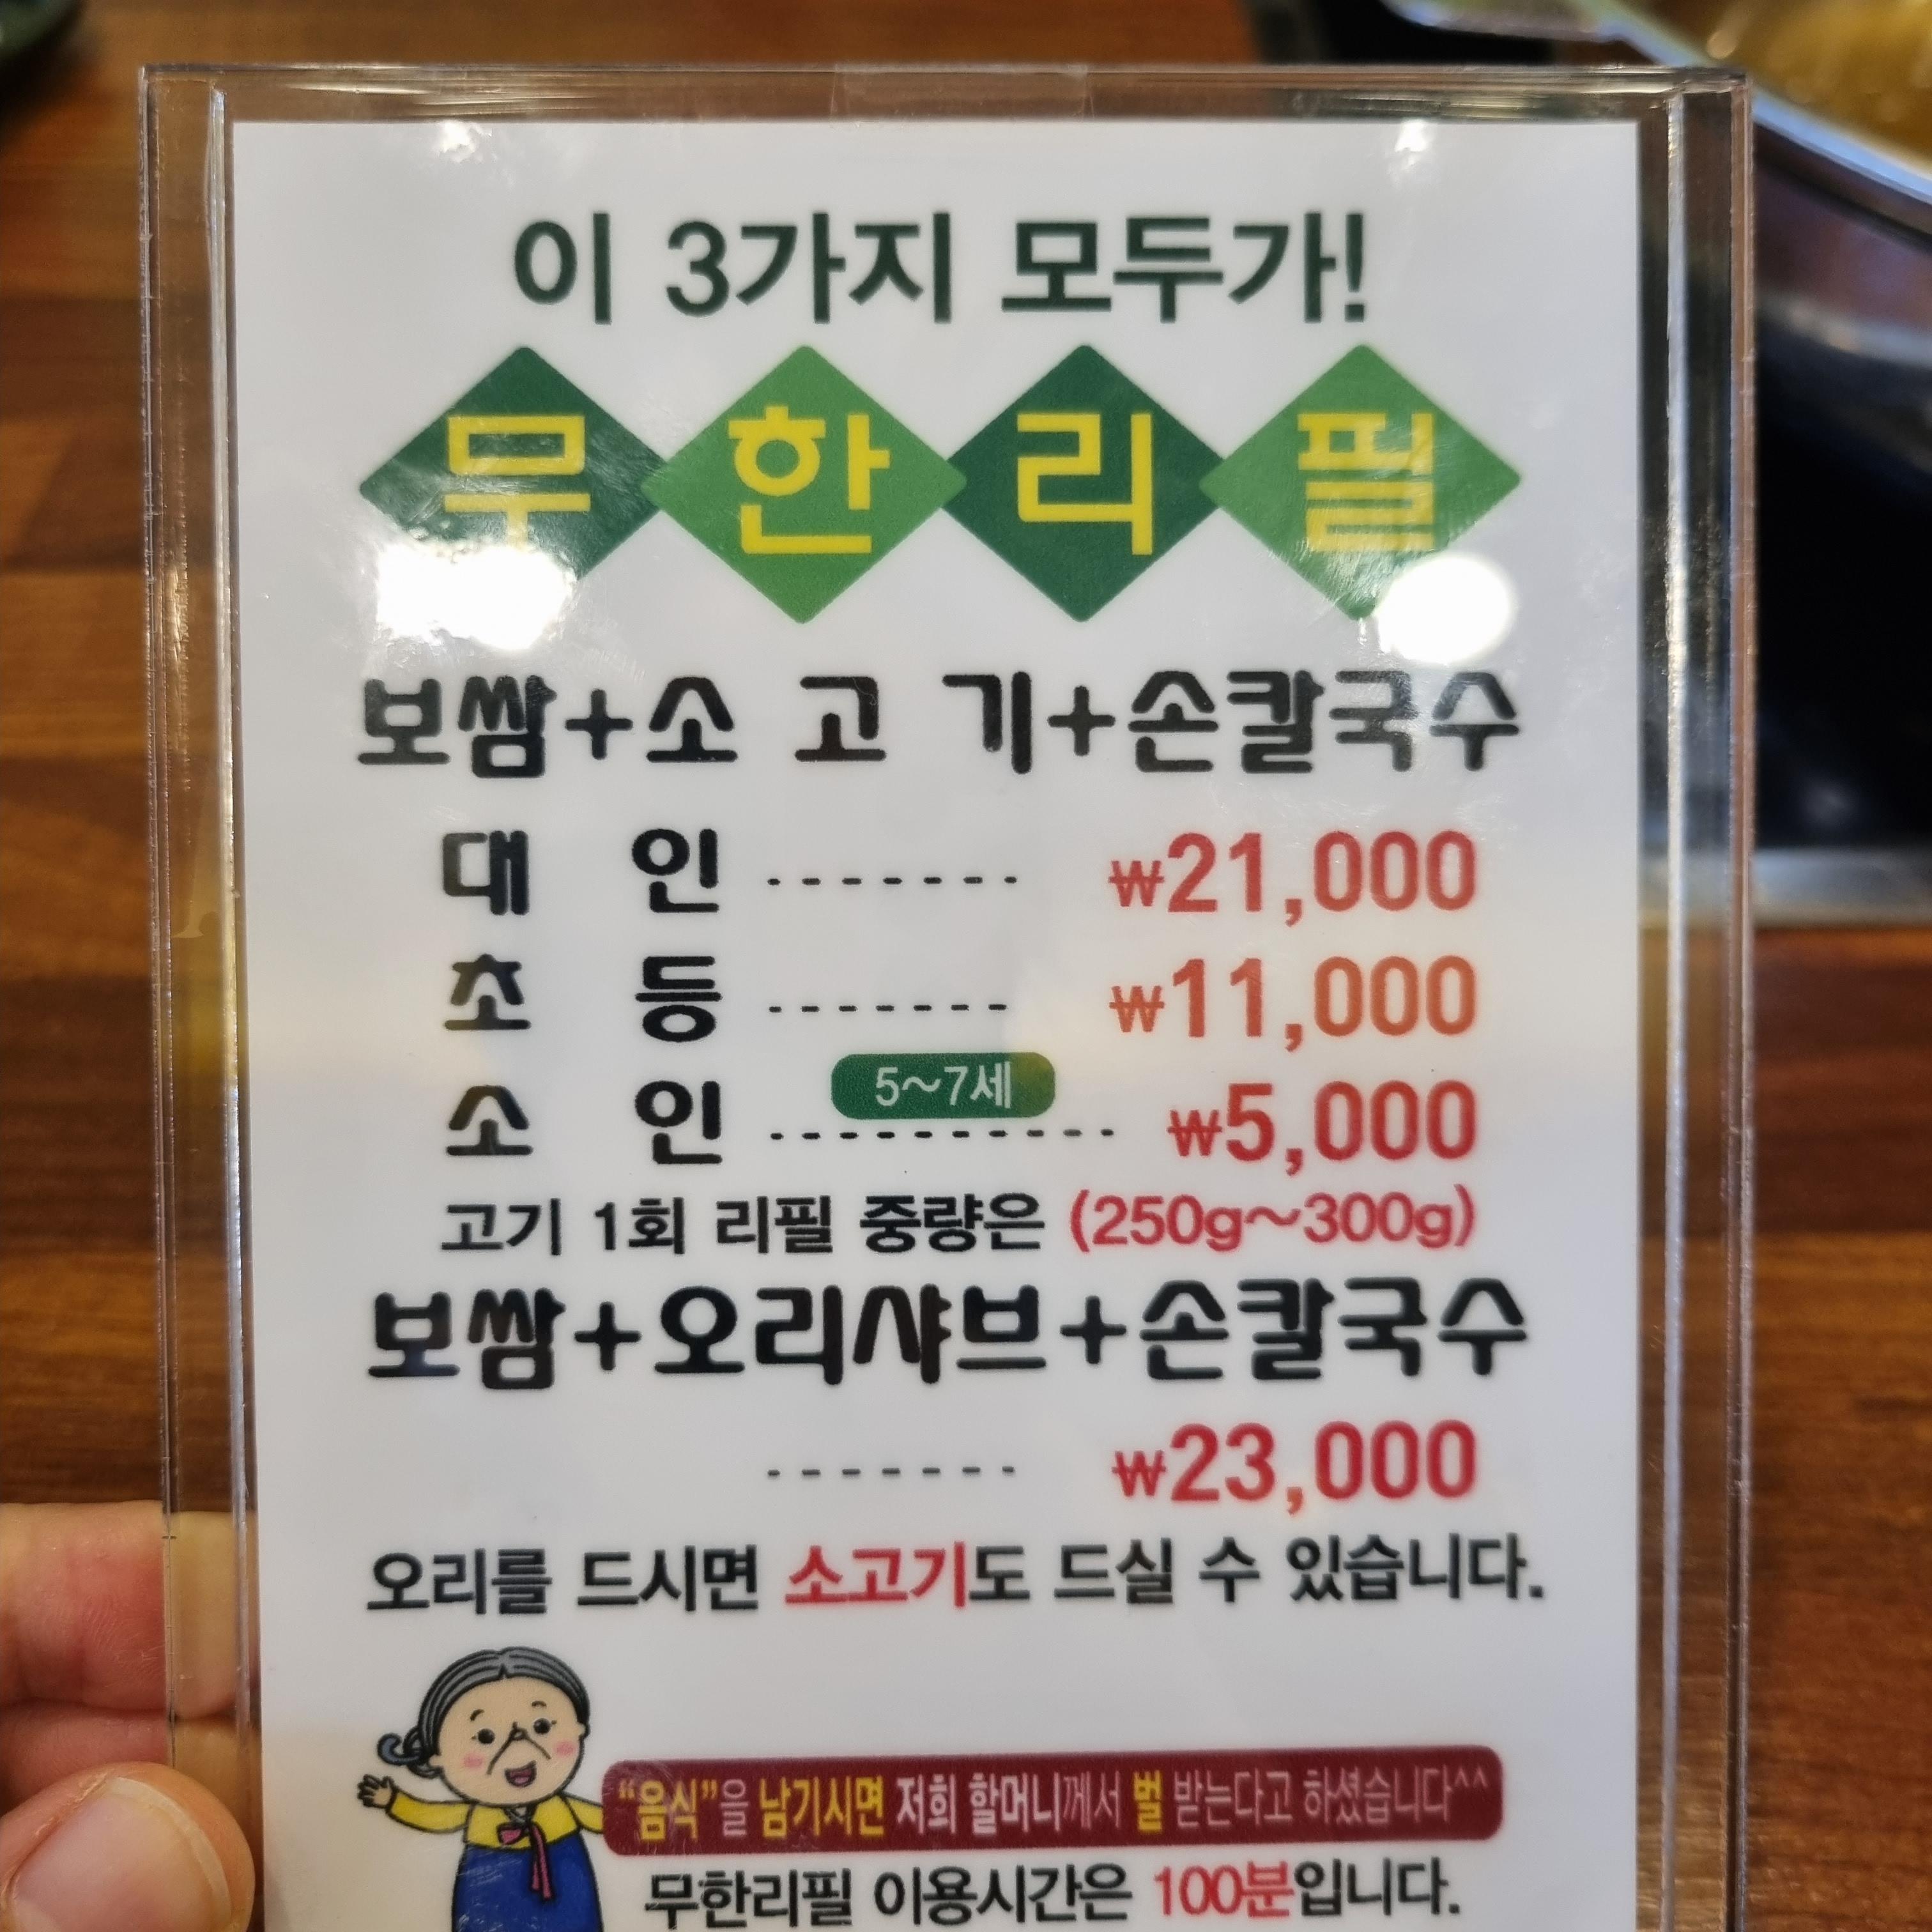 이 3가지 모두가!
무한리필
보쌈+소 고 기+손칼국수
대 인 ------- ₩21,000
초 등 ------- ₩11,000
5~7세
소 인 ---------- ₩5,000
고기 1회 리필 중량은 (250g~300g)
보쌈+오리샤브+손칼국수
------- ₩23,000
오리를 드시면 소고기도 드실 수 있습니다.
“음식”을 남기시면 저희 할머니께서 벌 받는다고 하셨습니다^^
무한리필 이용시간은 100분입니다.